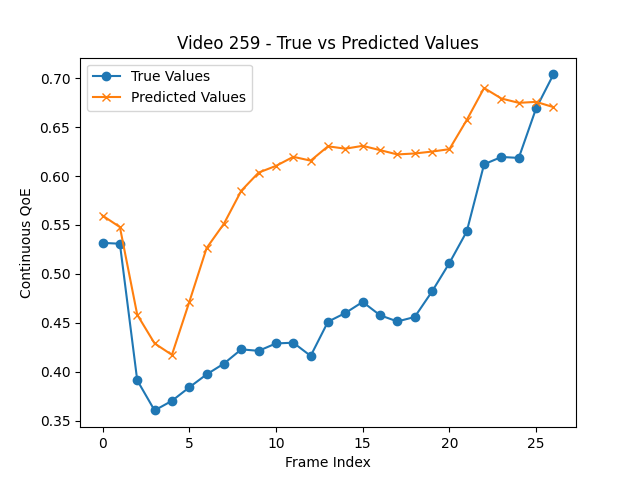 Video 259 - True vs Predicted Values
True Values
Predicted Values
0.70
0.65
0.60
0.55
0.50
0.45
0.40
0.35
Continuous QoE
0 5 10 15 20 25
Frame Index